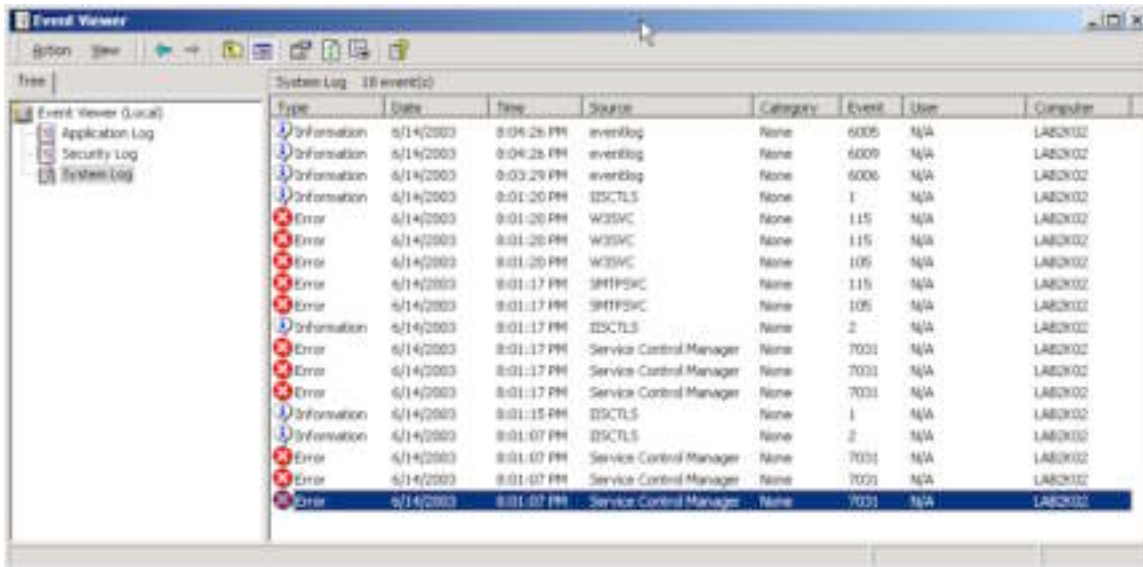 Event Viewer
Action View
Tree
System Log 18 event(s)
Event Viewer (Local)
Application Log
Security Log
System Log
Type Date Time Source Category Event User Computer
Information 6/14/2003 8:04:26 PM eventlog None 6005 N/A LAB2K02
Information 6/14/2003 8:04:26 PM eventlog None 6009 N/A LAB2K02
Information 6/14/2003 8:03:29 PM eventlog None 6006 N/A LAB2K02
Information 6/14/2003 8:01:20 PM IISCTLS None 1 N/A LAB2K02
Error 6/14/2003 8:01:20 PM W3SVC None 115 N/A LAB2K02
Error 6/14/2003 8:01:20 PM W3SVC None 115 N/A LAB2K02
Error 6/14/2003 8:01:20 PM W3SVC None 105 N/A LAB2K02
Error 6/14/2003 8:01:17 PM SMTPSVC None 115 N/A LAB2K02
Error 6/14/2003 8:01:17 PM SMTPSVC None 105 N/A LAB2K02
Information 6/14/2003 8:01:17 PM IISCTLS None 2 N/A LAB2K02
Error 6/14/2003 8:01:17 PM Service Control Manager None 7031 N/A LAB2K02
Error 6/14/2003 8:01:17 PM Service Control Manager None 7031 N/A LAB2K02
Error 6/14/2003 8:01:17 PM Service Control Manager None 7031 N/A LAB2K02
Information 6/14/2003 8:01:15 PM IISCTLS None 1 N/A LAB2K02
Information 6/14/2003 8:01:07 PM IISCTLS None 2 N/A LAB2K02
Error 6/14/2003 8:01:07 PM Service Control Manager None 7031 N/A LAB2K02
Error 6/14/2003 8:01:07 PM Service Control Manager None 7031 N/A LAB2K02
Error 6/14/2003 8:01:07 PM Service Control Manager None 7031 N/A LAB2K02